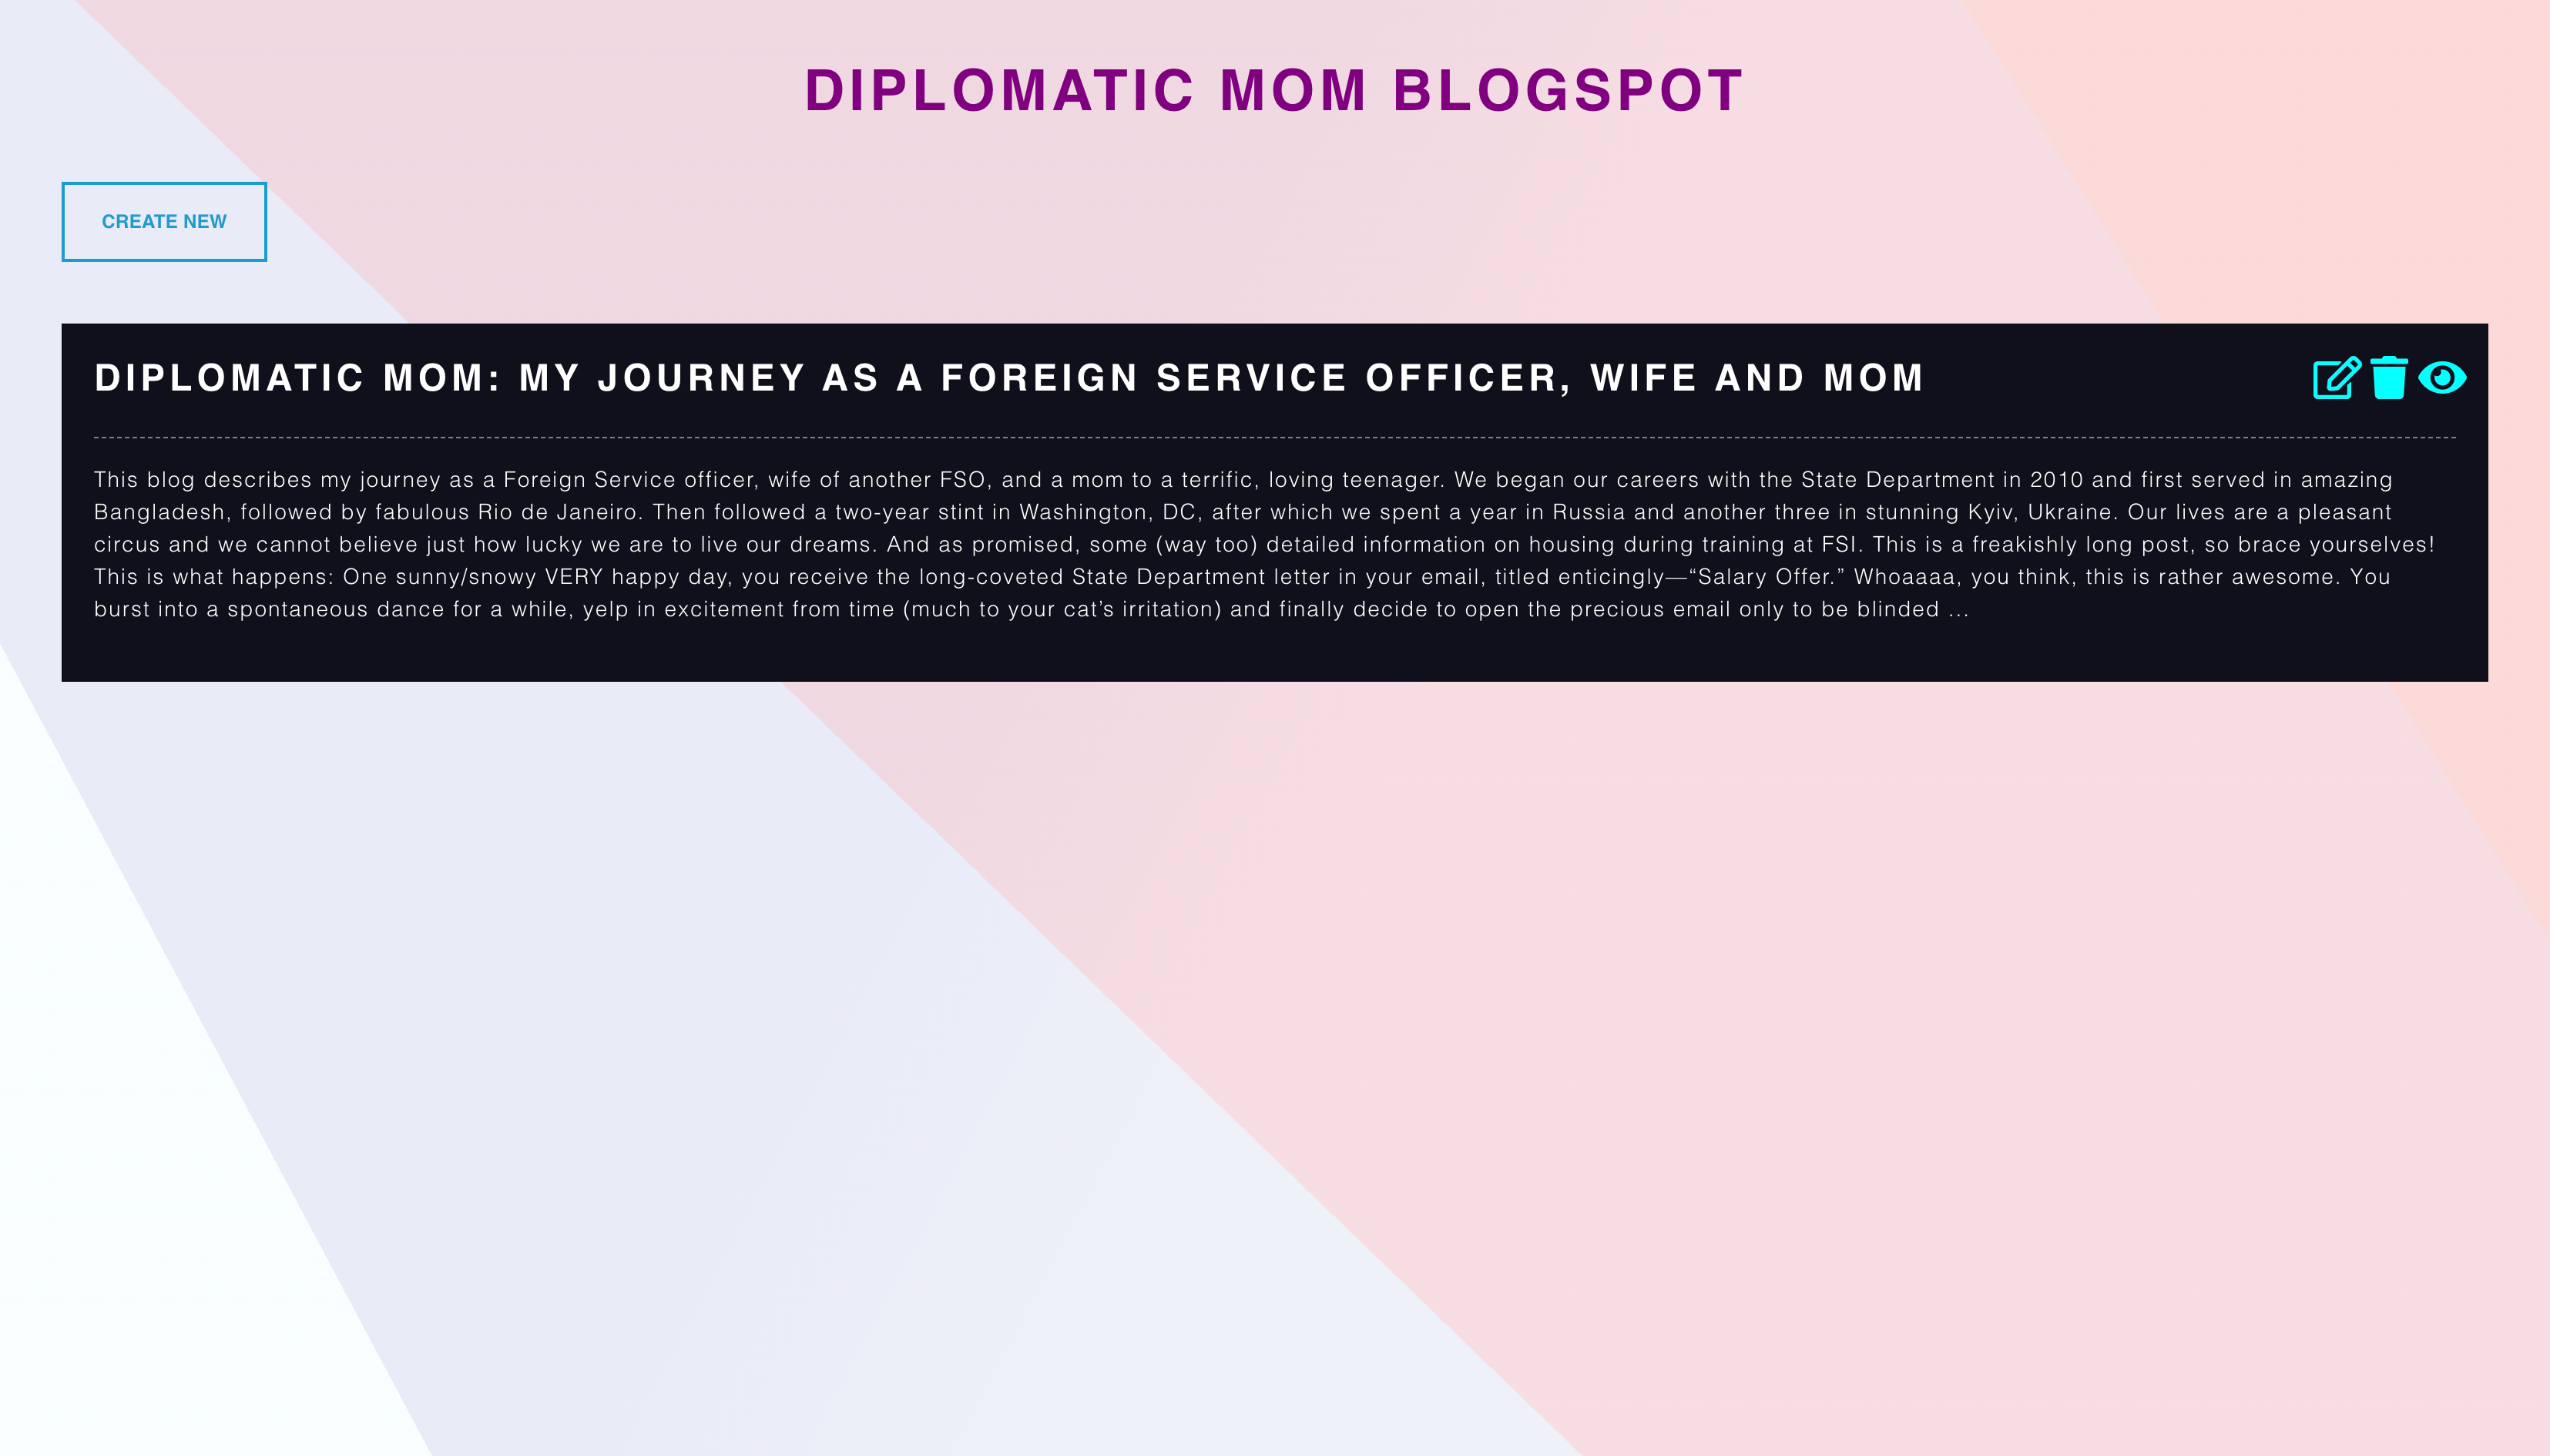 DIPLOMATIC MOM BLOGSPOT
CREATE NEW
DIPLOMATIC MOM: MY JOURNEY AS A FOREIGN SERVICE OFFICER, WIFE AND MOM
This blog describes my journey as a Foreign Service officer, wife of another FSO, and a mom to a terrific, loving teenager. We began our careers with the State Department in 2010 and first served in amazing
Bangladesh, followed by fabulous Rio de Janeiro. Then followed a two-year stint in Washington, DC, after which we spent a year in Russia and another three in stunning Kyiv, Ukraine. Our lives are a pleasant
circus and we cannot believe just how lucky we are to live our dreams. And as promised, some (way too) detailed information on housing during training at FSI. This is a freakishly long post, so brace yourselves!
This is what happens: One sunny/snowy VERY happy day, you receive the long-coveted State Department letter in your email, titled enticingly—“Salary Offer.” Whoaaaa, you think, this is rather awesome. You
burst into a spontaneous dance for a while, yelp in excitement from time (much to your cat’s irritation) and finally decide to open the precious email only to be blinded ...